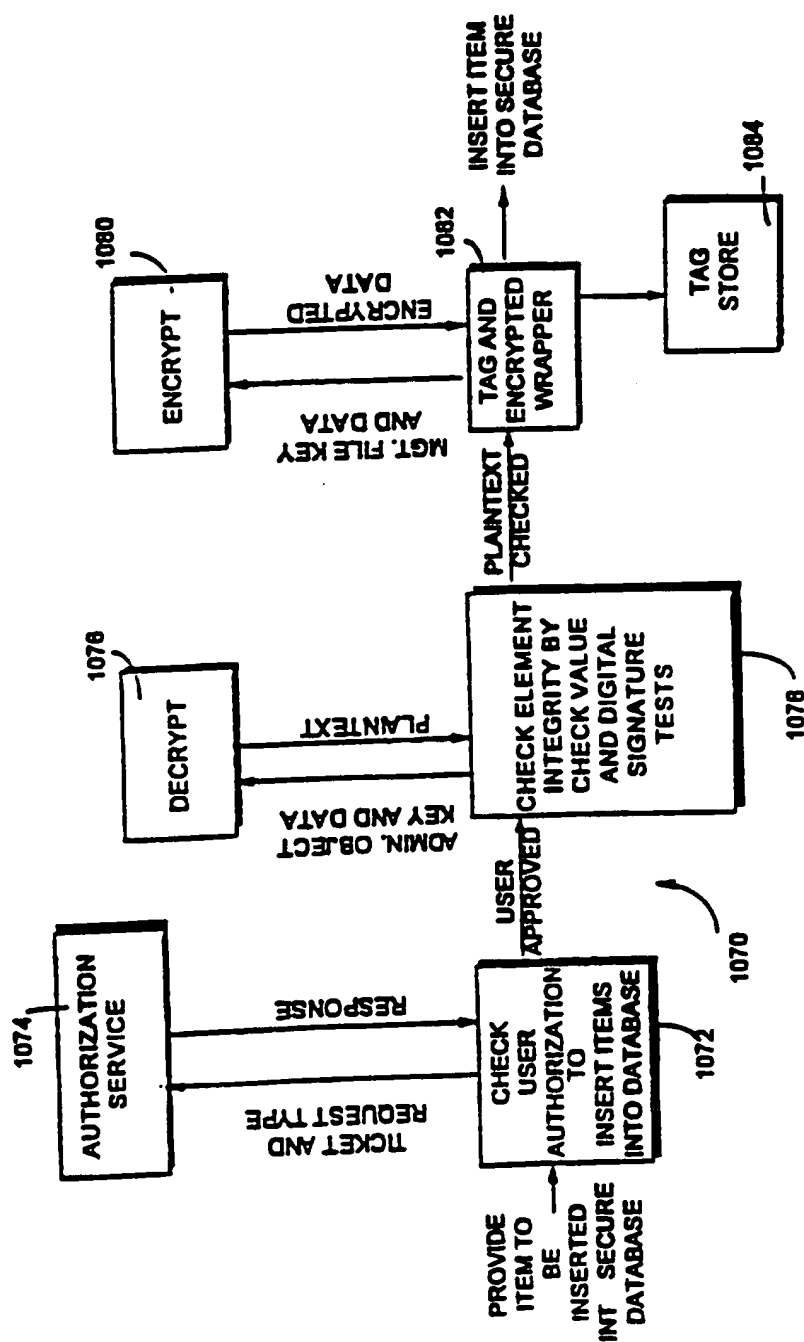 1074
AUTHORIZATION
SERVICE
TICKET AND
REQUEST TYPE
RESPONSE
PROVIDE
ITEM TO
BE
INSERTED
INT SECURE
DATABASE
CHECK
USER
AUTHORIZATION
TO
INSERT ITEMS
INTO DATABASE
1072
1070
USER
APPROVED
1076
DECRYPT
ADMIN. OBJECT
KEY AND DATA
PLAINTEXT
CHECK ELEMENT
INTEGRITY BY
CHECK VALUE
AND DIGITAL
SIGNATURE
TESTS
1078
PLAINTEXT
CHECKED
1080
ENCRYPT
MGT. FILE KEY
AND DATA
ENCRYPTED
DATA
1082
TAG AND
ENCRYPTED
WRAPPER
INSERT ITEM
INTO SECURE
DATABASE
TAG
STORE
1084